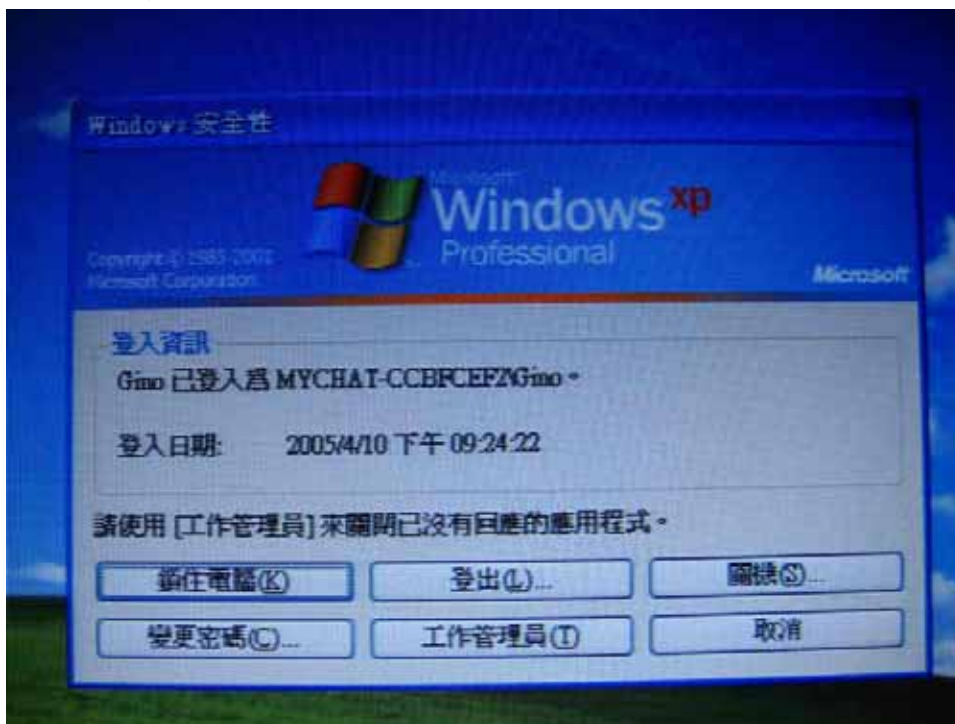 Windows 安全性
Microsoft
Windows xp
Professional
Copyright © 1985-2001
Microsoft Corporation
Microsoft
登入資訊
Gino 已登入為 MYCHAT-CCBFCEF2\Gino。
登入日期: 2005/4/10 下午 09:24:22
請使用 [工作管理員] 來關閉已沒有回應的應用程式。
鎖住電腦(K) 登出(L)... 關機(S)...
變更密碼(C)... 工作管理員(T) 取消